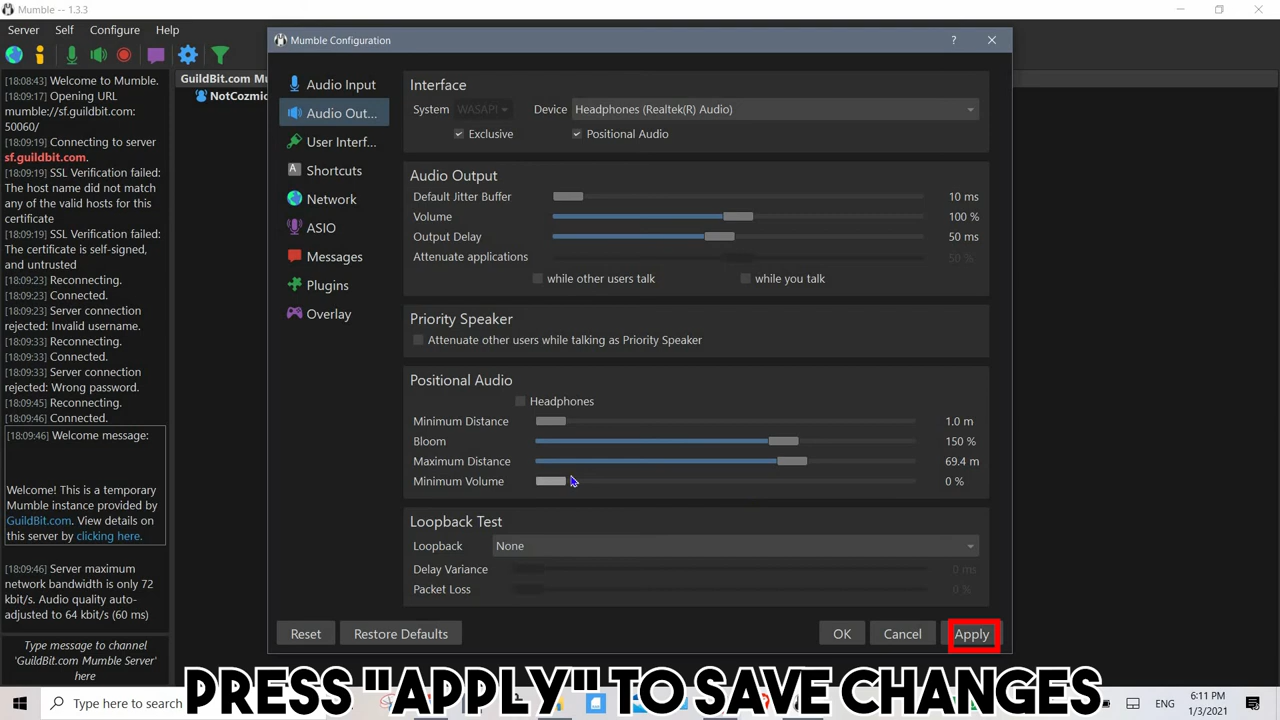 Mumble -- 1.3.3
Server Self Configure Help
[18:08:43] Welcome to Mumble.
[18:09:17] Opening URL
mumble://sf.guildbit.com:
50060/
[18:09:19] Connecting to server
sf.guildbit.com.
[18:09:19] SSL Verification failed:
The host name did not match
any of the valid hosts for this
certificate
[18:09:19] SSL Verification failed:
The certificate is self-signed,
and untrusted
[18:09:23] Reconnecting.
[18:09:23] Connected.
[18:09:23] Server connection
rejected: Invalid username.
[18:09:33] Reconnecting.
[18:09:33] Connected.
[18:09:33] Server connection
rejected: Wrong password.
[18:09:45] Reconnecting.
[18:09:46] Connected.
[18:09:46] Welcome message:
Welcome! This is a temporary
Mumble instance provided by
GuildBit.com. View details on
this server by clicking here.
[18:09:46] Server maximum
network bandwidth is only 72
kbit/s. Audio quality auto-
adjusted to 64 kbit/s (60 ms)
Type message to channel
'GuildBit.com Mumble Server'
here
GuildBit.com Mu
NotCozmic
Mumble Configuration
?
Audio Input
Audio Out...
User Interf...
Shortcuts
Network
ASIO
Messages
Plugins
Overlay
Interface
System WASAPI Device Headphones (Realtek(R) Audio)
Exclusive Positional Audio
Audio Output
Default Jitter Buffer 10 ms
Volume 100 %
Output Delay 50 ms
Attenuate applications 50 %
while other users talk while you talk
Priority Speaker
Attenuate other users while talking as Priority Speaker
Positional Audio
Headphones
Minimum Distance 1.0 m
Bloom 150 %
Maximum Distance 69.4 m
Minimum Volume 0 %
Loopback Test
Loopback None
Delay Variance 0 ms
Packet Loss 0 %
Reset Restore Defaults OK Cancel Apply
PRESS "APPLY" TO SAVE CHANGES
Type here to search
ENG
6:11 PM
1/3/2021